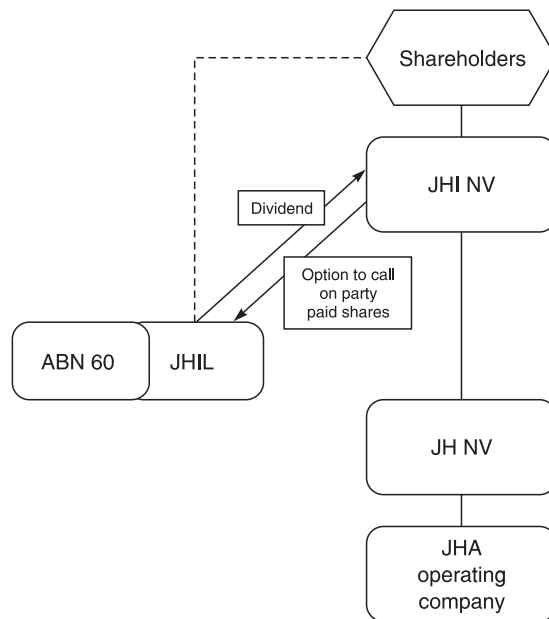 Shareholders
JHI NV
Dividend
Option to call
on party
paid shares
ABN 60
JHIL
JH NV
JHA
operating
company